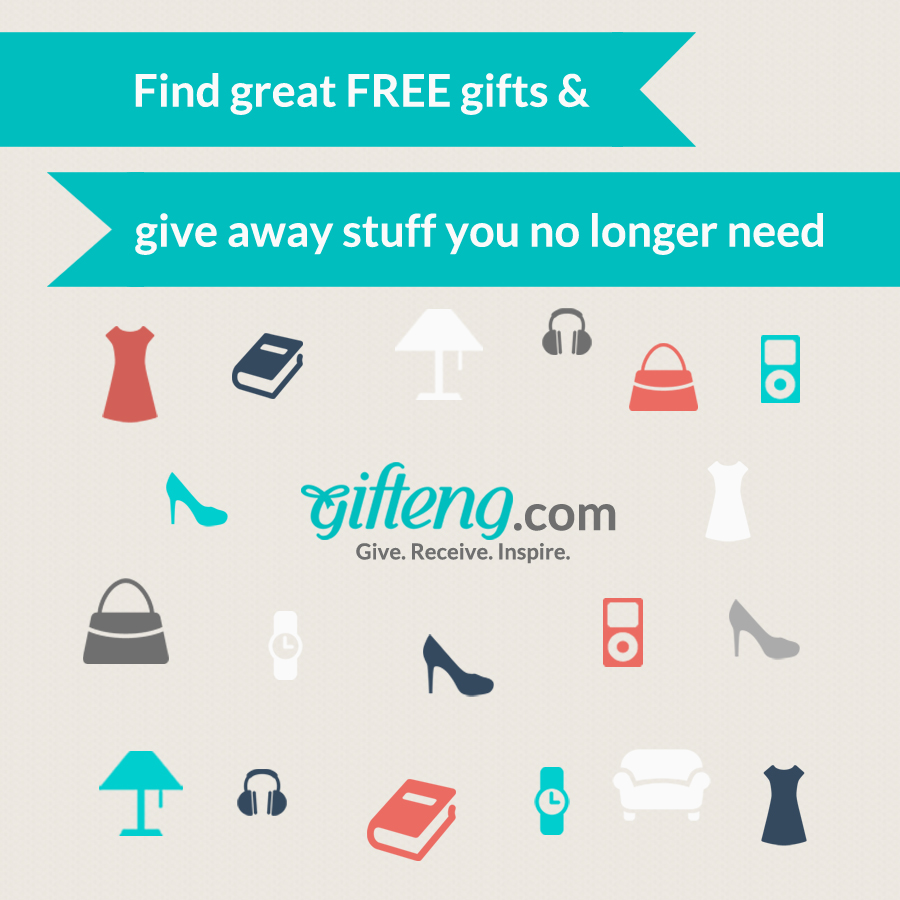 Find great FREE gifts &
give away stuff you no longer need
gifteng.com
Give. Receive. Inspire.